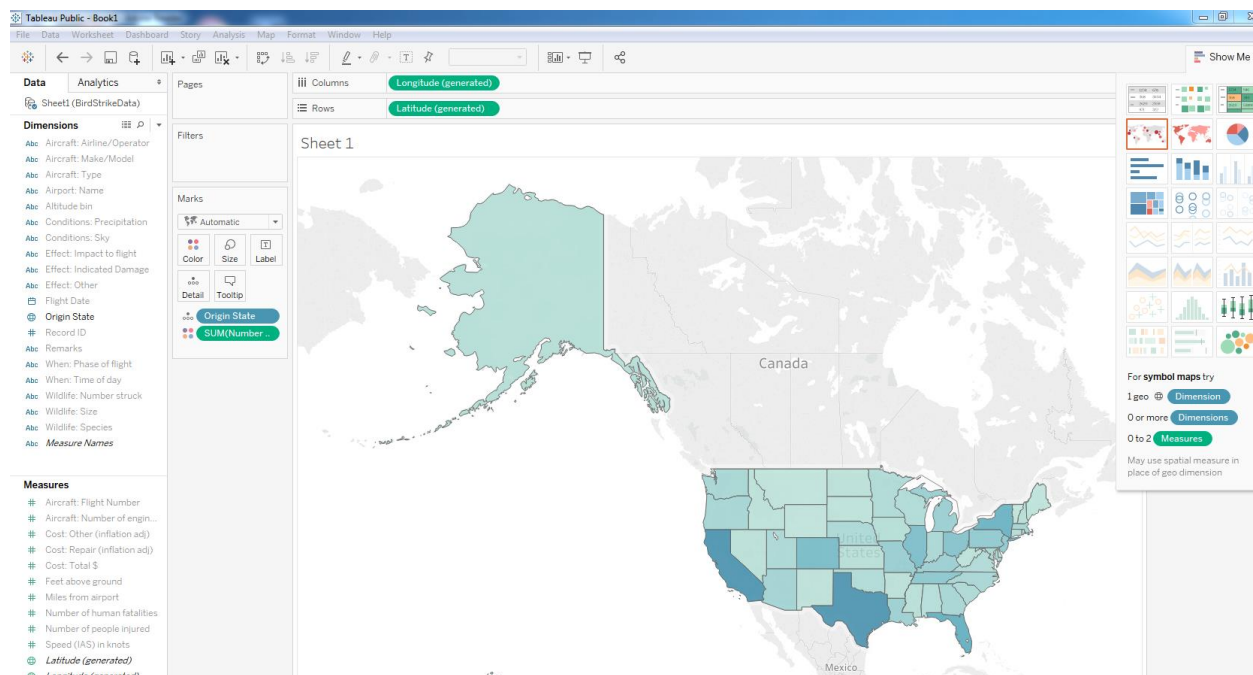 Tableau Public - Book1
File Data Worksheet Dashboard Story Analysis Map Format Window Help
Show Me
Data Analytics
Sheet1 (BirdStrikeData)
Dimensions
Abc Aircraft: Airline/Operator
Abc Aircraft: Make/Model
Abc Aircraft: Type
Abc Airport: Name
Abc Altitude bin
Abc Conditions: Precipitation
Abc Conditions: Sky
Abc Effect: Impact to flight
Abc Effect: Indicated Damage
Abc Effect: Other
Flight Date
Origin State
# Record ID
Abc Remarks
Abc When: Phase of flight
Abc When: Time of day
Abc Wildlife: Number struck
Abc Wildlife: Size
Abc Wildlife: Species
Abc Measure Names
Measures
# Aircraft: Flight Number
# Aircraft: Number of engin...
# Cost: Other (inflation adj)
# Cost: Repair (inflation adj)
# Cost: Total $
# Feet above ground
# Miles from airport
# Number of human fatalities
# Number of people injured
# Speed (IAS) in knots
Latitude (generated)
Pages
Filters
Marks
Automatic
Color Size Label
Detail Tooltip
Origin State
SUM(Number ..
Columns Longitude (generated)
Rows Latitude (generated)
Sheet 1
Canada
United
States
Mexico
For symbol maps try
1 geo Dimension
0 or more Dimensions
0 to 2 Measures
May use spatial measure in
place of geo dimension